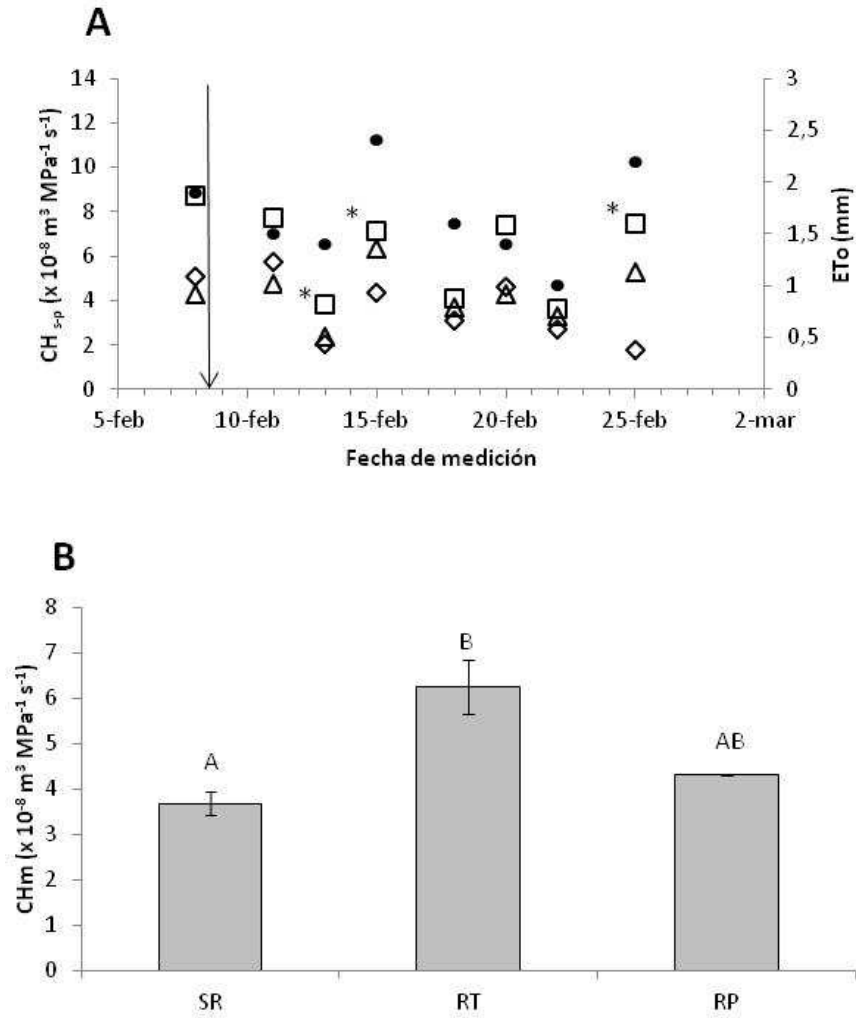 A
CH s-p (x 10⁻⁸ m³ MPa⁻¹ s⁻¹)
14
12
10
8
6
4
2
0
*
*
*
3
2,5
2
1,5
1
0,5
0
ETo (mm)
5-feb 10-feb 15-feb 20-feb 25-feb 2-mar
Fecha de medición
B
CHm (x 10⁻⁸ m³ MPa⁻¹ s⁻¹)
8
7
6
5
4
3
2
1
0
A
B
AB
SR RT RP